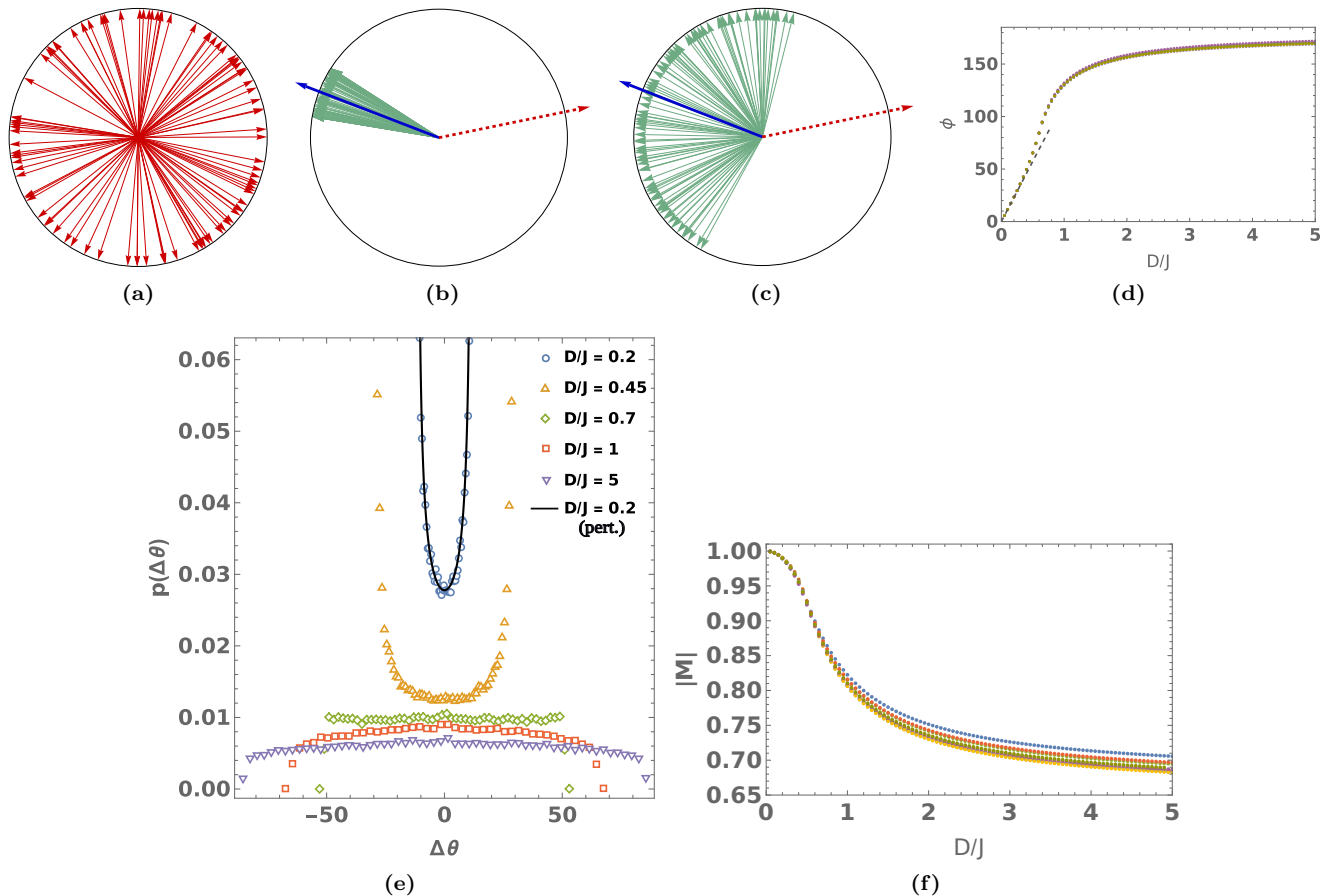 (a)
(b)
(c)
150
100
50
0
ϕ
0 1 2 3 4 5
D/J
(d)
0.06
0.05
0.04
0.03
0.02
0.01
0.00
p(Δθ)
−50 0 50
Δθ
D/J = 0.2
D/J = 0.45
D/J = 0.7
D/J = 1
D/J = 5
D/J = 0.2
(pert.)
(e)
1.00
0.95
0.90
0.85
0.80
0.75
0.70
0.65
|M|
0 1 2 3 4 5
D/J
(f)